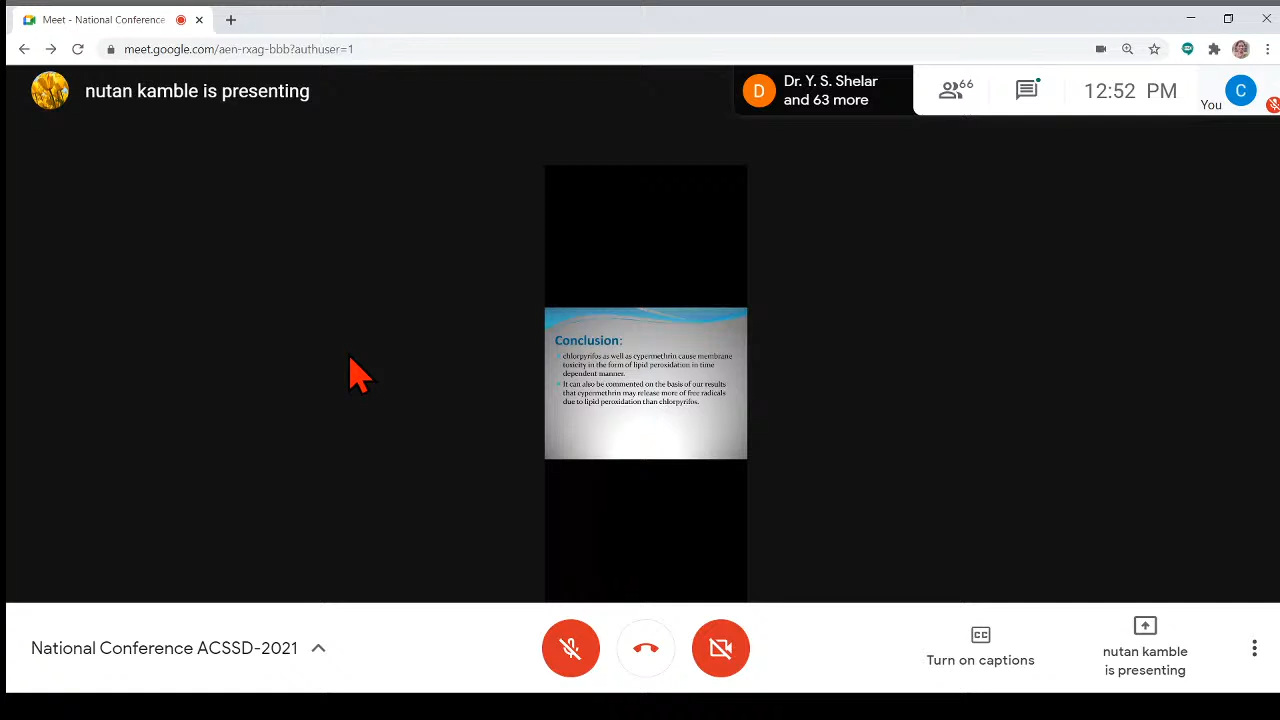 Meet - National Conference
meet.google.com/aen-rxag-bbb?authuser=1
nutan kamble is presenting
D
Dr. Y. S. Shelar
and 63 more
66
12:52 PM
You
C
Conclusion:
chlorpyrifos as well as cypermethrin cause membrane
toxicity in the form of lipid peroxidation in time
dependent manner.
It can also be commented on the basis of our results
that cypermethrin may release more of free radicals
due to lipid peroxidation than chlorpyrifos.
National Conference ACSSD-2021
Turn on captions
nutan kamble
is presenting